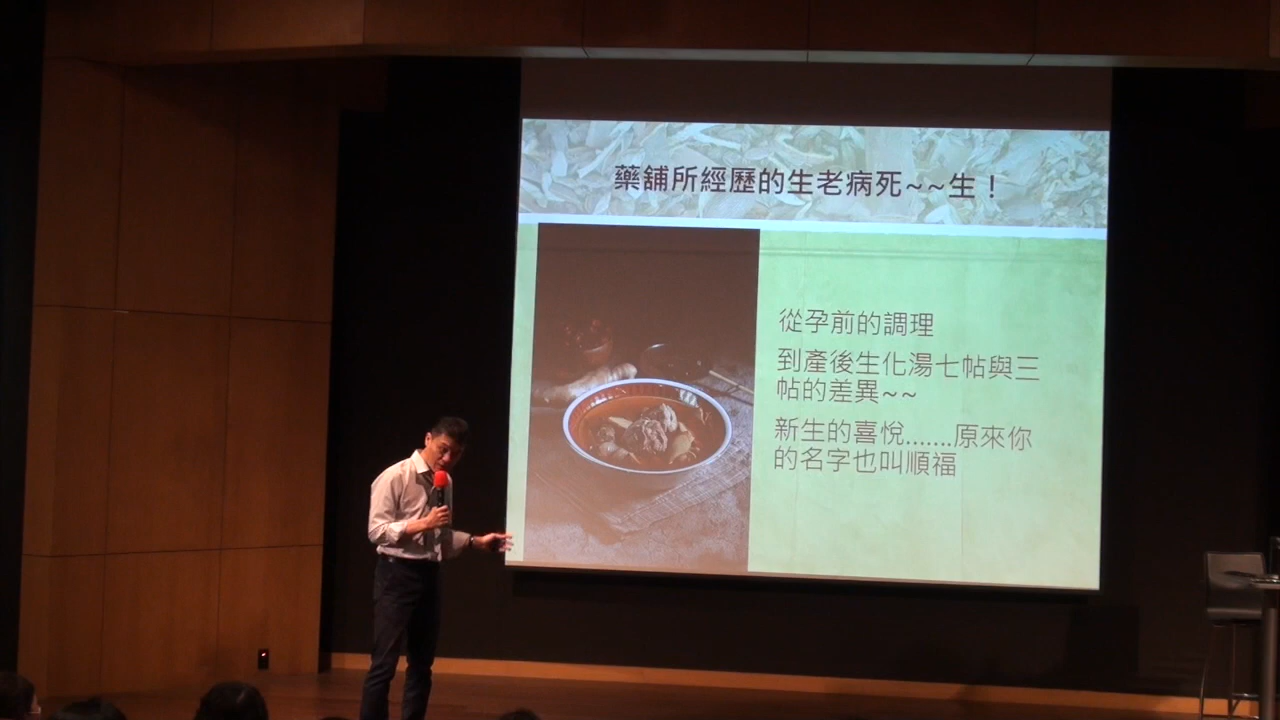 藥舖所經歷的生老病死~~生！
從孕前的調理
到產後生化湯七帖與三
帖的差異~~
新生的喜悅.......原來你
的名字也叫順福